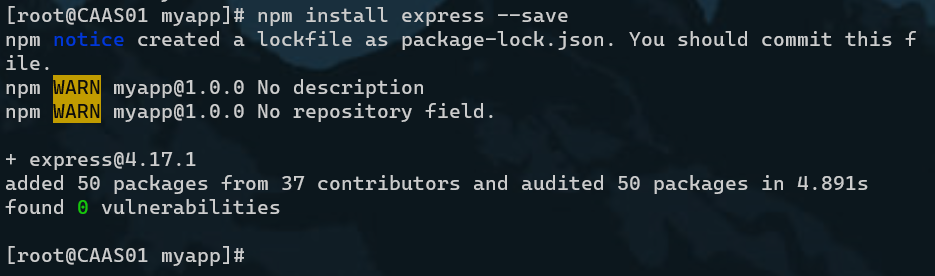 [root@CAAS01 myapp]# npm install express --save
npm notice created a lockfile as package-lock.json. You should commit this f
ile.
npm WARN myapp@1.0.0 No description
npm WARN myapp@1.0.0 No repository field.
+ express@4.17.1
added 50 packages from 37 contributors and audited 50 packages in 4.891s
found 0 vulnerabilities
[root@CAAS01 myapp]#